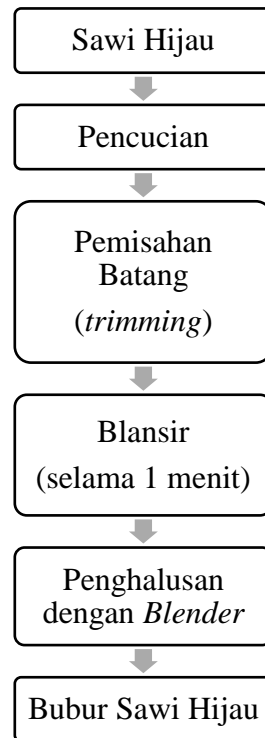 Sawi Hijau
Pencucian
Pemisahan
Batang
(trimming)
Blansir
(selama 1 menit)
Penghalusan
dengan Blender
Bubur Sawi Hijau